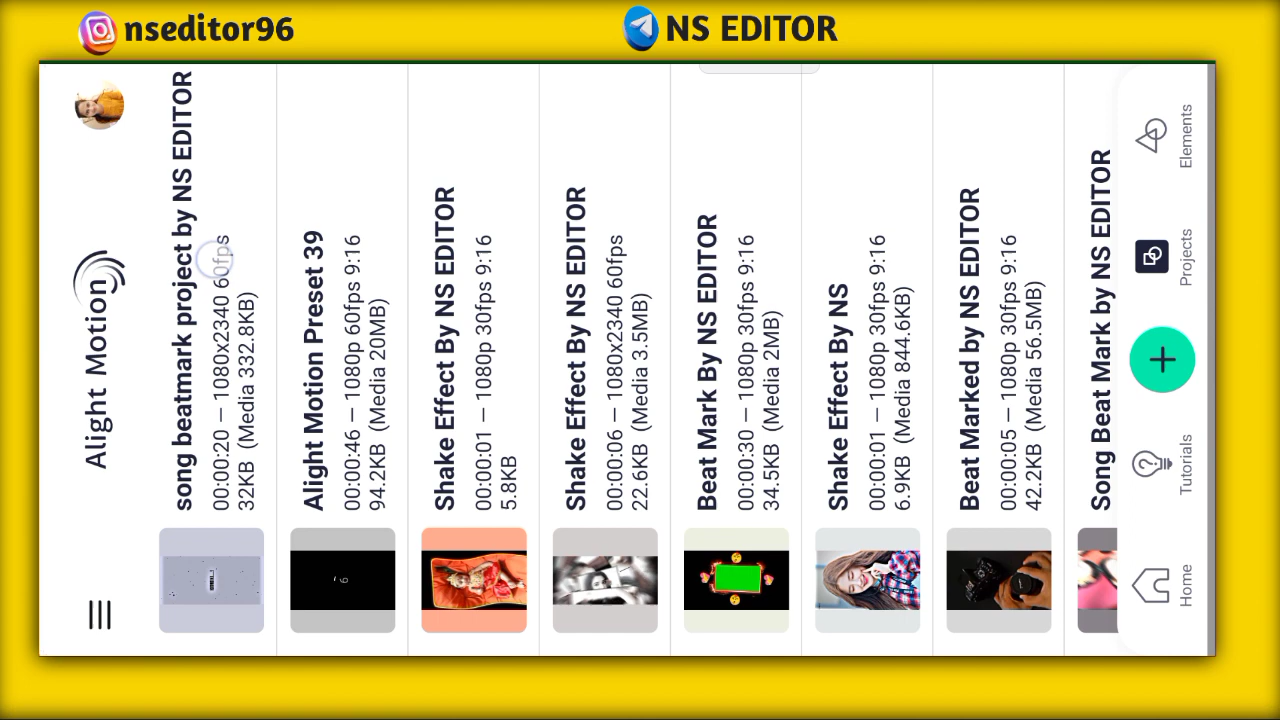 nseditor96
NS EDITOR
Alight Motion
song beatmark project by NS EDITOR
00:00:20 — 1080x2340 60fps
32KB (Media 332.8KB)
Alight Motion Preset 39
00:00:46 — 1080p 60fps 9:16
94.2KB (Media 20MB)
Shake Effect By NS EDITOR
00:00:01 — 1080p 30fps 9:16
5.8KB
Shake Effect By NS EDITOR
00:00:06 — 1080x2340 60fps
22.6KB (Media 3.5MB)
Beat Mark By NS EDITOR
00:00:30 — 1080p 30fps 9:16
34.5KB (Media 2MB)
Shake Effect By NS
00:00:01 — 1080p 30fps 9:16
6.9KB (Media 844.6KB)
Beat Marked by NS EDITOR
00:00:05 — 1080p 30fps 9:16
42.2KB (Media 56.5MB)
Song Beat Mark by NS EDITOR
Home
Tutorials
Projects
Elements